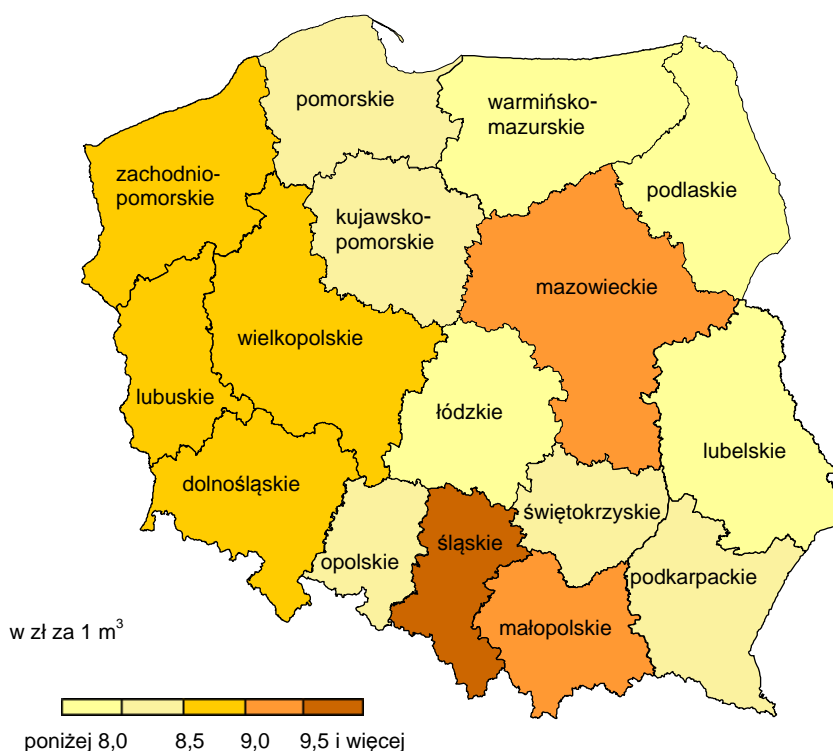 pomorskie
warmińsko-
mazurskie
zachodnio-
pomorskie
podlaskie
kujawsko-
pomorskie
mazowieckie
wielkopolskie
lubuskie
łódzkie
lubelskie
dolnośląskie
świętokrzyskie
śląskie
opolskie
podkarpackie
małopolskie
w zł za 1 m³
poniżej 8,0 8,5 9,0 9,5 i więcej